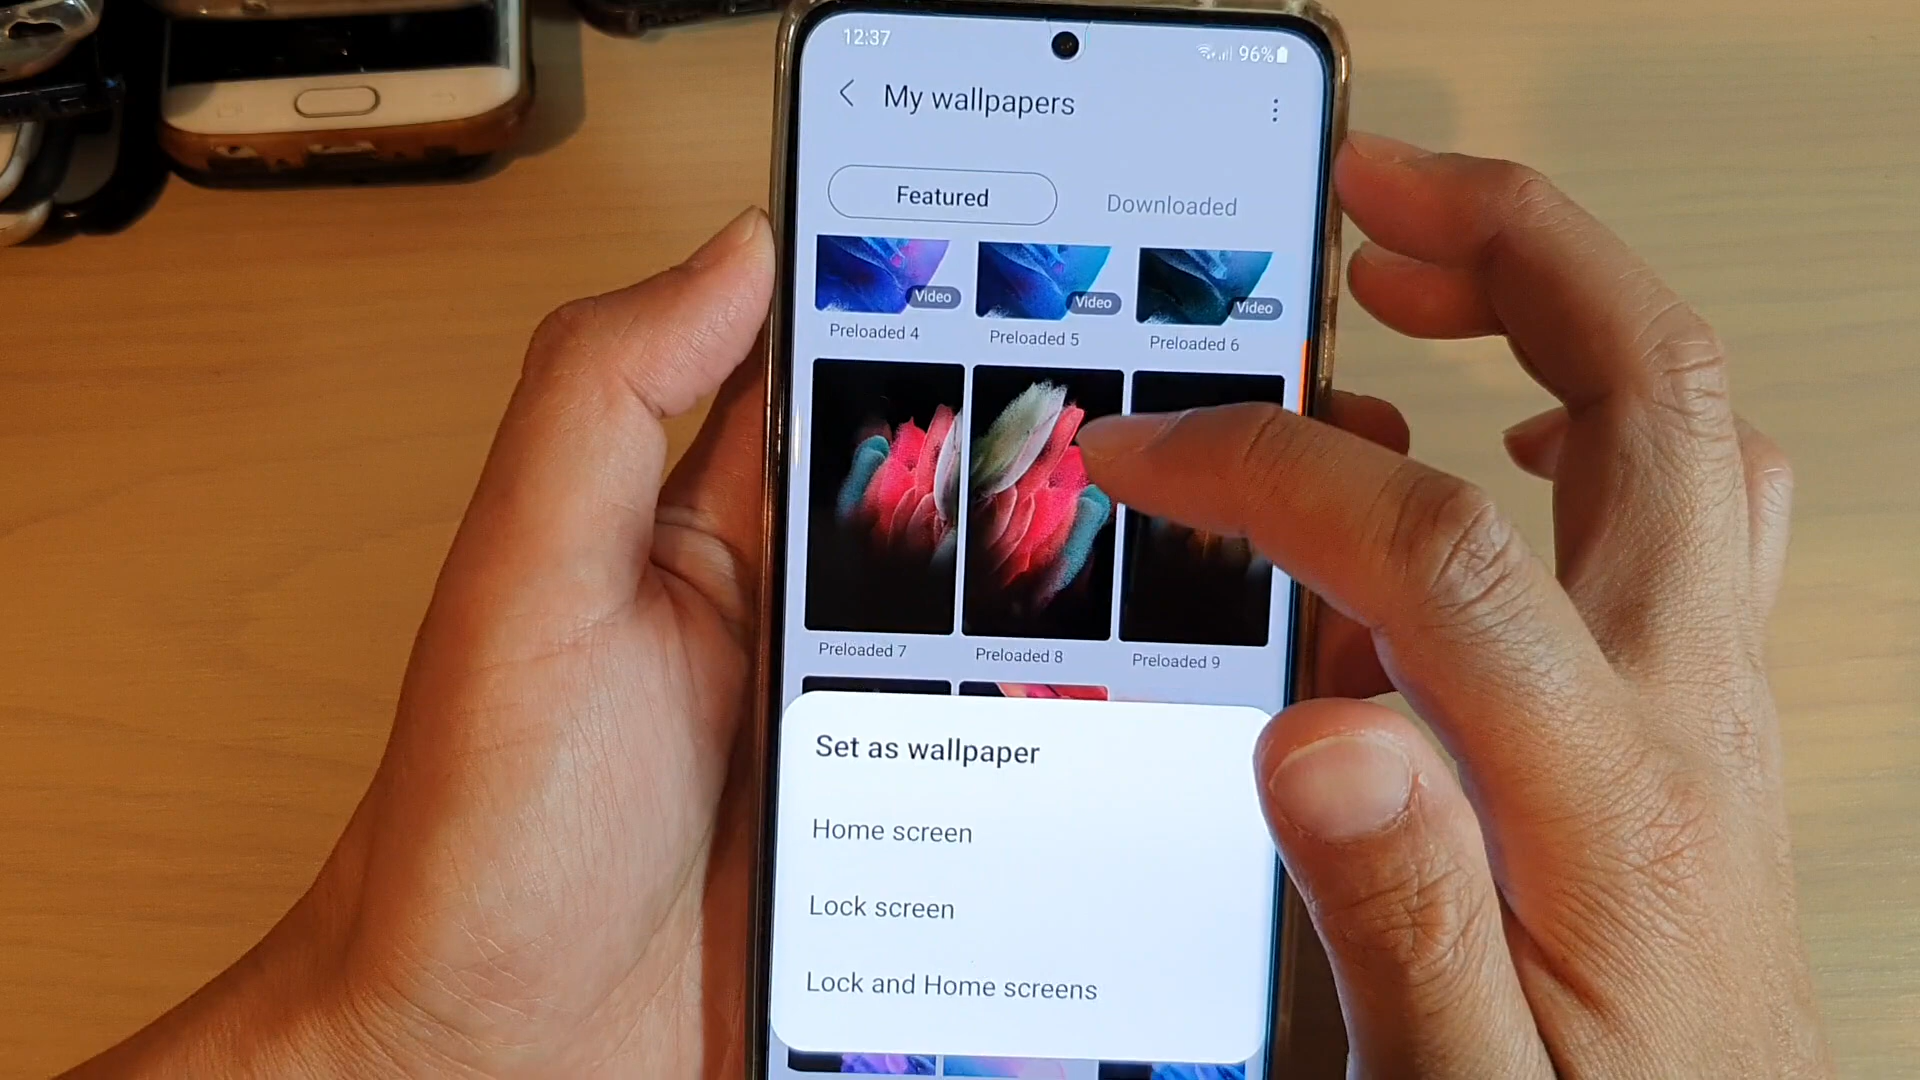 12:37
96%
My wallpapers
Featured
Downloaded
Video
Video
Video
Preloaded 4
Preloaded 5
Preloaded 6
Preloaded 7
Preloaded 8
Preloaded 9
Set as wallpaper
Home screen
Lock screen
Lock and Home screens